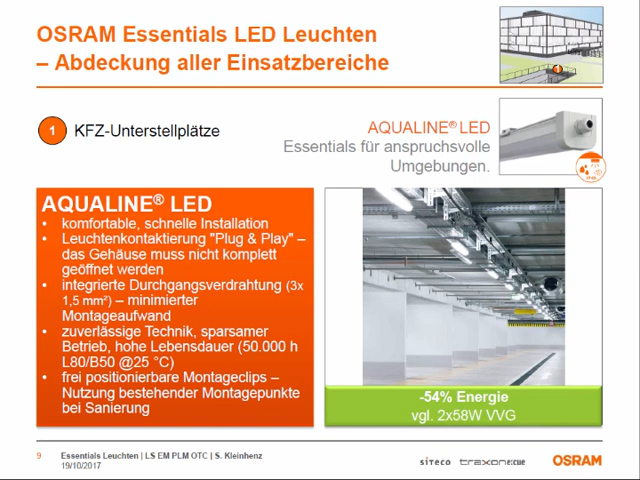 OSRAM Essentials LED Leuchten
– Abdeckung aller Einsatzbereiche
1
1 KFZ-Unterstellplätze
AQUALINE® LED
Essentials für anspruchsvolle
Umgebungen.
AQUALINE® LED
• komfortable, schnelle Installation
• Leuchtenkontaktierung "Plug & Play" –
das Gehäuse muss nicht komplett
geöffnet werden
• integrierte Durchgangsverdrahtung (3x
1,5 mm²) – minimierter
Montageaufwand
• zuverlässige Technik, sparsamer
Betrieb, hohe Lebensdauer (50.000 h
L80/B50 @25 °C)
• frei positionierbare Montageclips –
Nutzung bestehender Montagepunkte
bei Sanierung
-54% Energie
vgl. 2x58W VVG
9 Essentials Leuchten | LS EM PLM OTC | S. Kleinhenz
19/10/2017
siteco traxon e:cue OSRAM